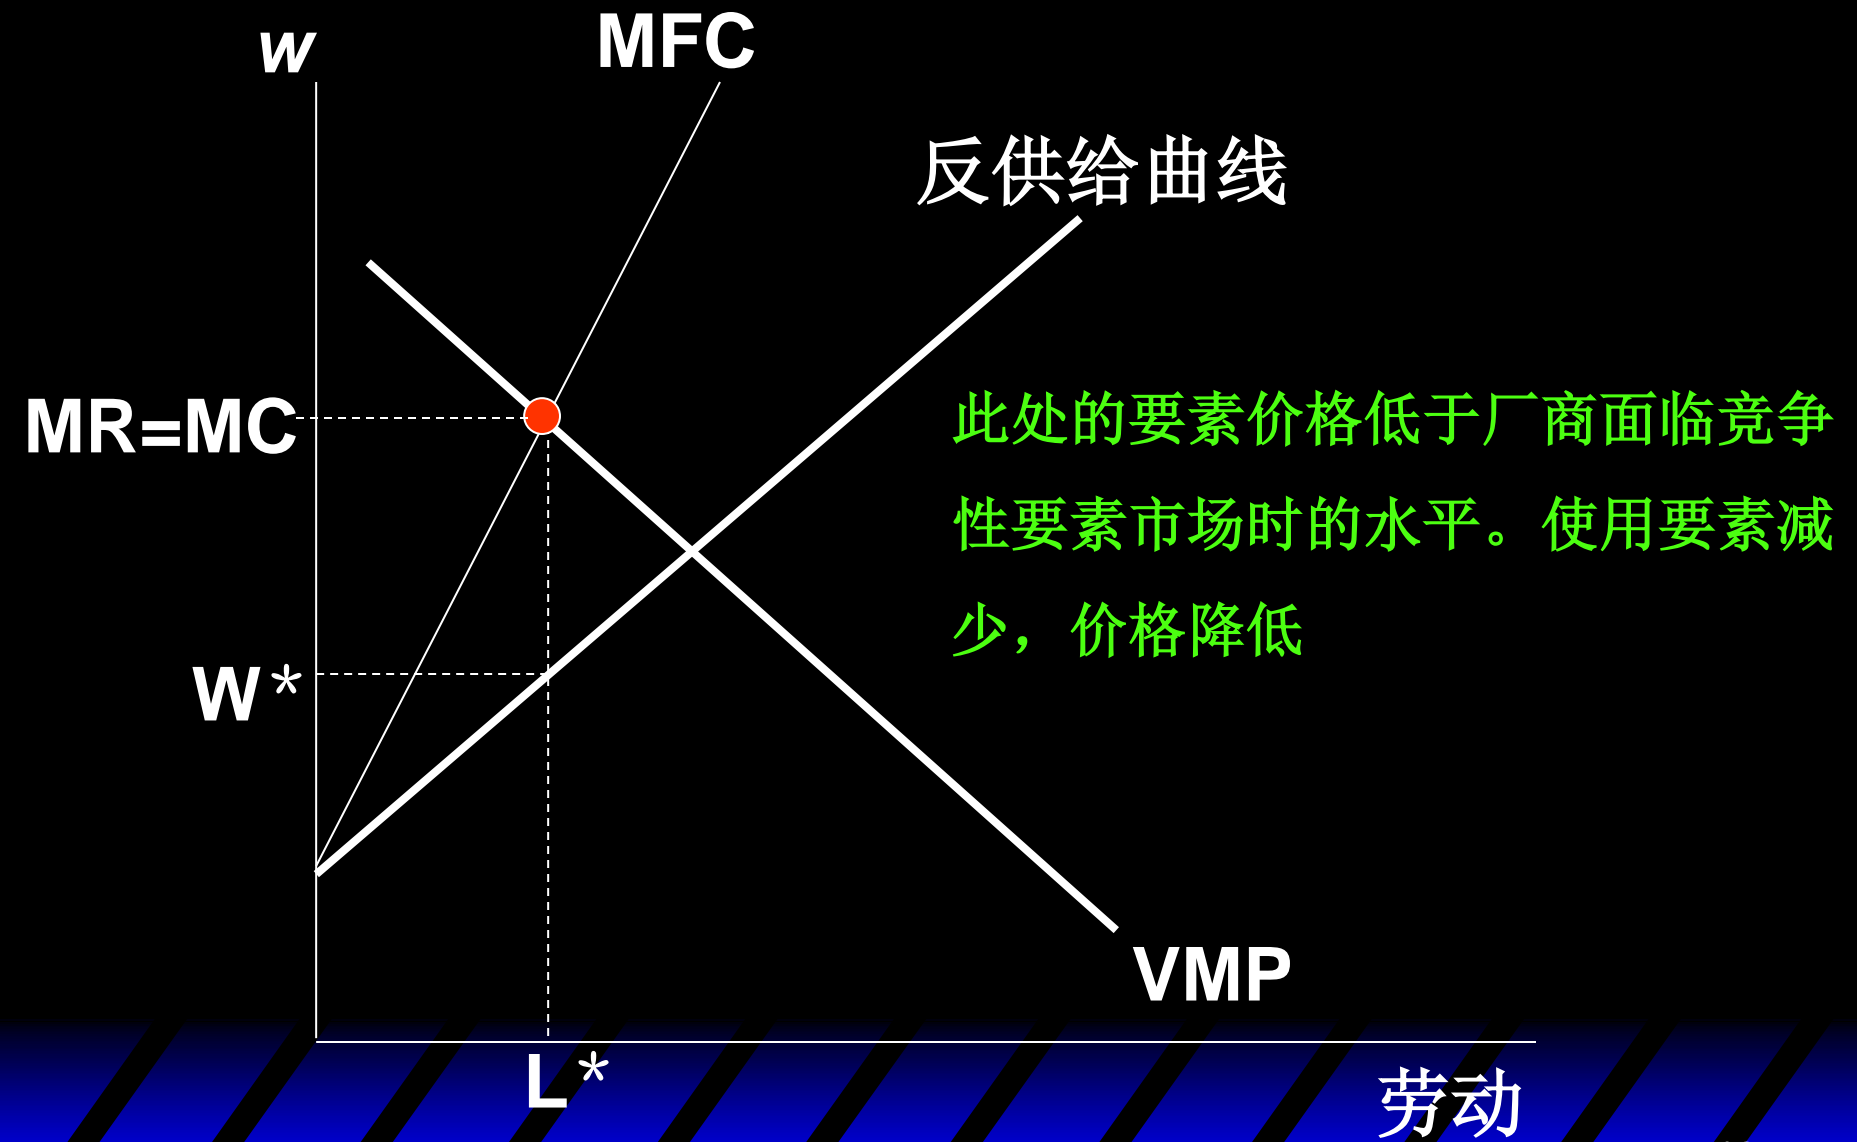 w
MFC
反供给曲线
MR=MC
此处的要素价格低于厂商面临竞争
性要素市场时的水平。使用要素减
少，价格降低
W*
VMP
L*
劳动